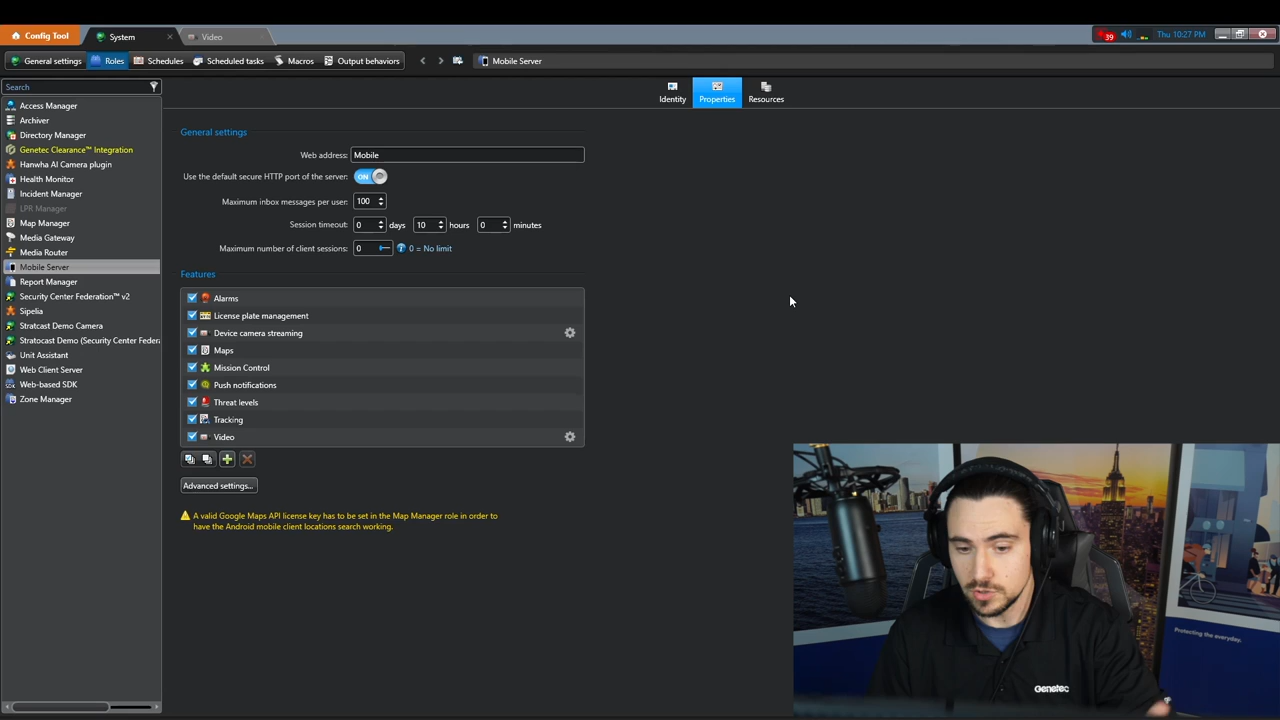 Config Tool
System
Video
39
Thu 10:27 PM
General settings
Roles
Schedules
Scheduled tasks
Macros
Output behaviors
Mobile Server
Search
Access Manager
Archiver
Directory Manager
Genetec Clearance™ Integration
Hanwha AI Camera plugin
Health Monitor
Incident Manager
LPR Manager
Map Manager
Media Gateway
Media Router
Mobile Server
Report Manager
Security Center Federation™ v2
Sipelia
Stratcast Demo Camera
Stratocast Demo (Security Center Federa
Unit Assistant
Web Client Server
Web-based SDK
Zone Manager
Identity
Properties
Resources
General settings
Web address: Mobile
Use the default secure HTTP port of the server: ON
Maximum inbox messages per user: 100
Session timeout: 0 days 10 hours 0 minutes
Maximum number of client sessions: 0 0 = No limit
Features
Alarms
License plate management
Device camera streaming
Maps
Mission Control
Push notifications
Threat levels
Tracking
Video
Advanced settings...
A valid Google Maps API license key has to be set in the Map Manager role in order to
have the Android mobile client locations search working.
Protecting the everyday.
Genetec